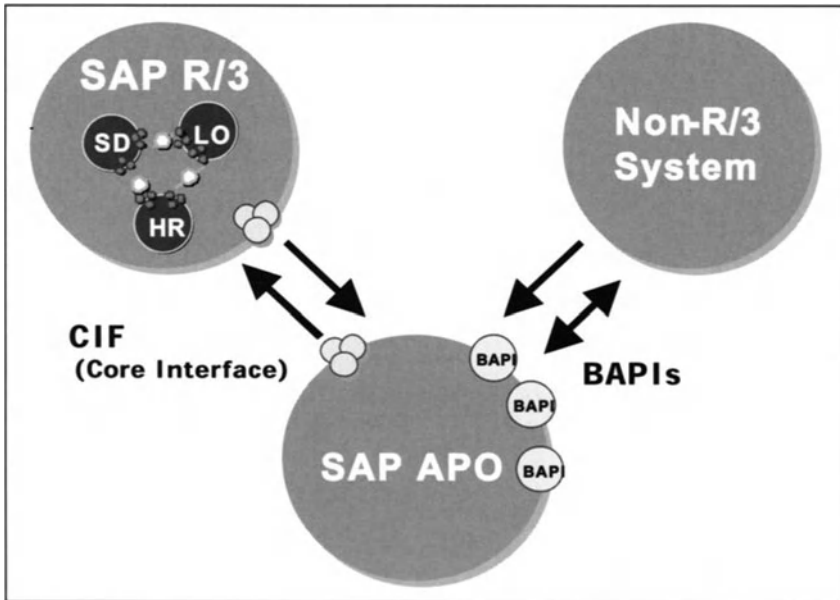 SAP R/3
SD
LO
HR
Non-R/3
System
CIF
(Core Interface)
BAPIs
BAPI
BAPI
BAPI
SAP APO